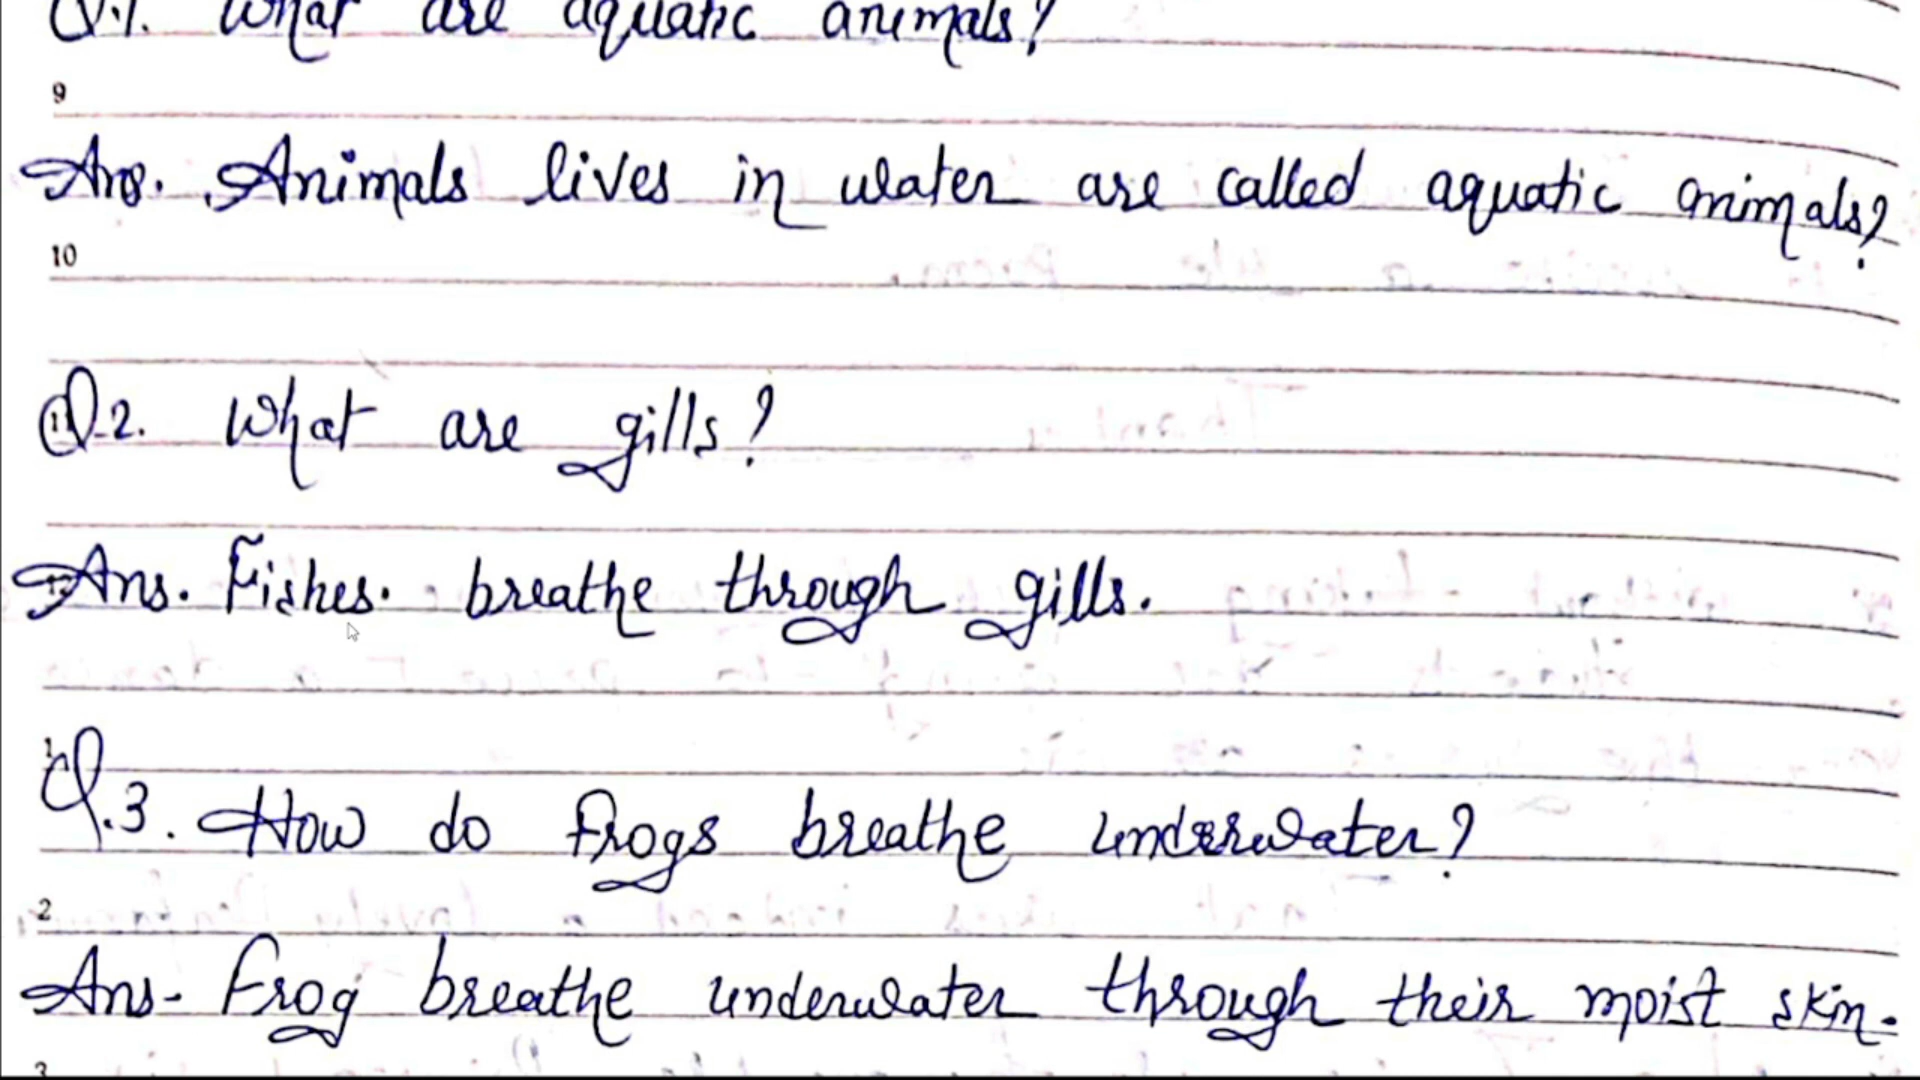 Q.1. What are aquatic animals?
9
Ans. Animals lives in water are called aquatic animals?
10
Q.2. What are gills?
Ans. Fishes. breathe through gills.
Q.3. How do frogs breathe underwater?
2
Ans- Frog breathe underwater through their moist skin.
3